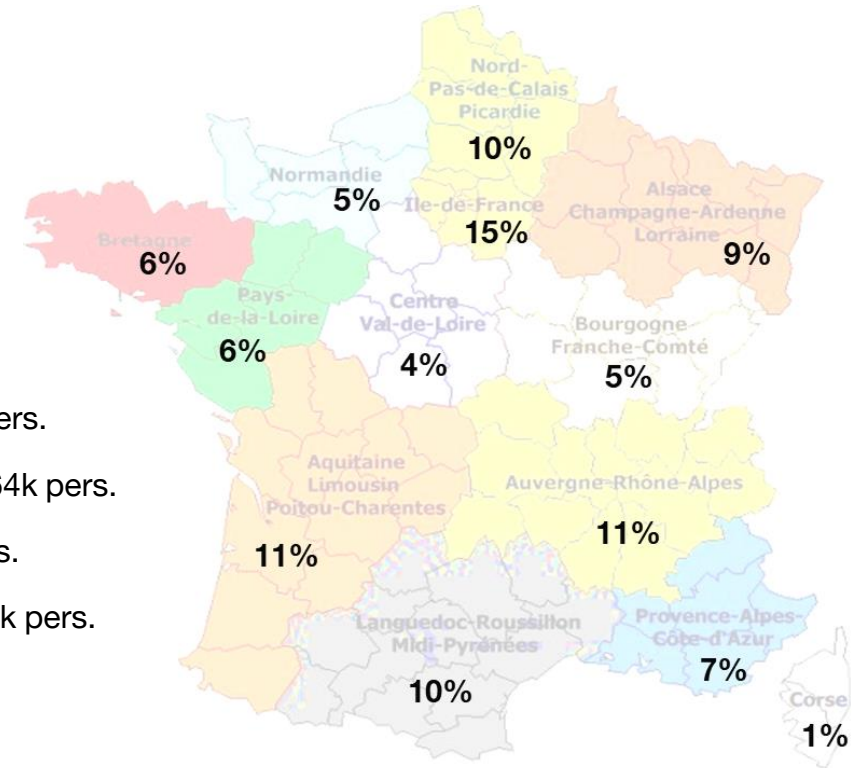 Nord-
Pas-de-Calais
Picardie
10%
Normandie
5%
Ile-de-France
15%
Alsace
Champagne-Ardenne
Lorraine
9%
Bretagne
6%
Pays-
de-la-Loire
6%
Centre
Val-de-Loire
4%
Bourgogne
Franche-Comté
5%
ers.
64k pers.
s.
k pers.
Aquitaine
Limousin
Poitou-Charentes
11%
Auvergne-Rhône-Alpes
11%
Languedoc-Roussillon
Midi-Pyrénées
10%
Provence-Alpes-
Côte-d'Azur
7%
Corse
1%